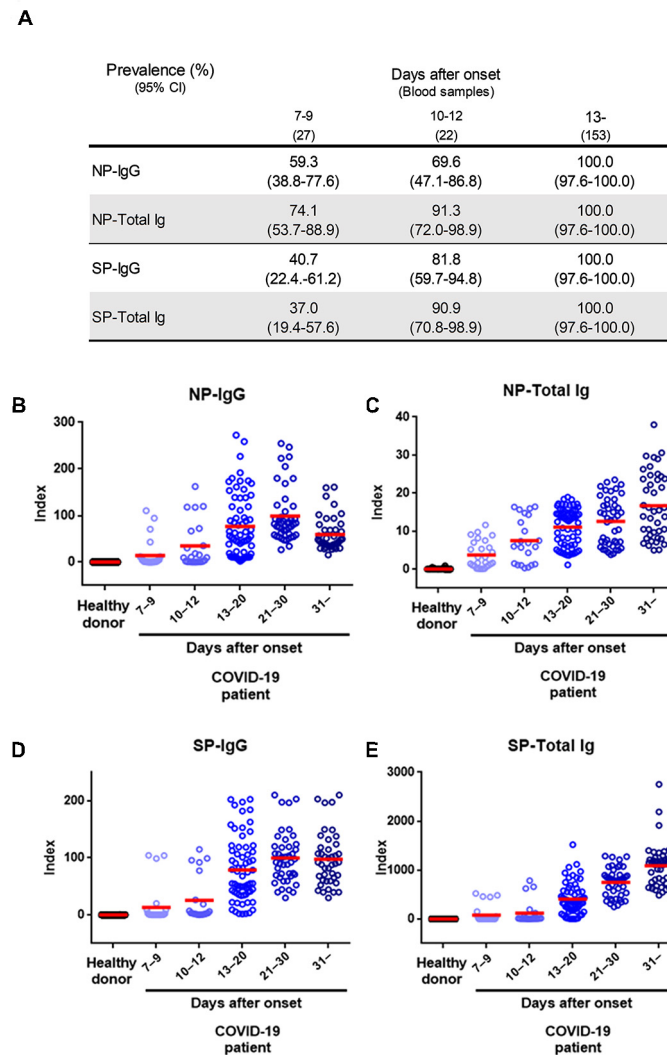 A
Prevalence (%)
(95% CI)
Days after onset
(Blood samples)
7-9 10-12 13-
(27) (22) (153)
NP-IgG 59.3 69.6 100.0
(38.8-77.6) (47.1-86.8) (97.6-100.0)
NP-Total Ig 74.1 91.3 100.0
(53.7-88.9) (72.0-98.9) (97.6-100.0)
SP-IgG 40.7 81.8 100.0
(22.4.-61.2) (59.7-94.8) (97.6-100.0)
SP-Total Ig 37.0 90.9 100.0
(19.4-57.6) (70.8-98.9) (97.6-100.0)
B
NP-IgG
300
200
100
0
Index
Healthy donor
7–9 10–12 13–20 21–30 31–
Days after onset
COVID-19
patient
C
NP-Total Ig
40
30
20
10
0
Index
Healthy donor
7–9 10–12 13–20 21–30 31–
Days after onset
COVID-19
patient
D
SP-IgG
200
100
0
Index
Healthy donor
7–9 10–12 13–20 21–30 31–
Days after onset
COVID-19
patient
E
SP-Total Ig
3000
2000
1000
0
Index
Healthy donor
7–9 10–12 13–20 21–30 31–
Days after onset
COVID-19
patient